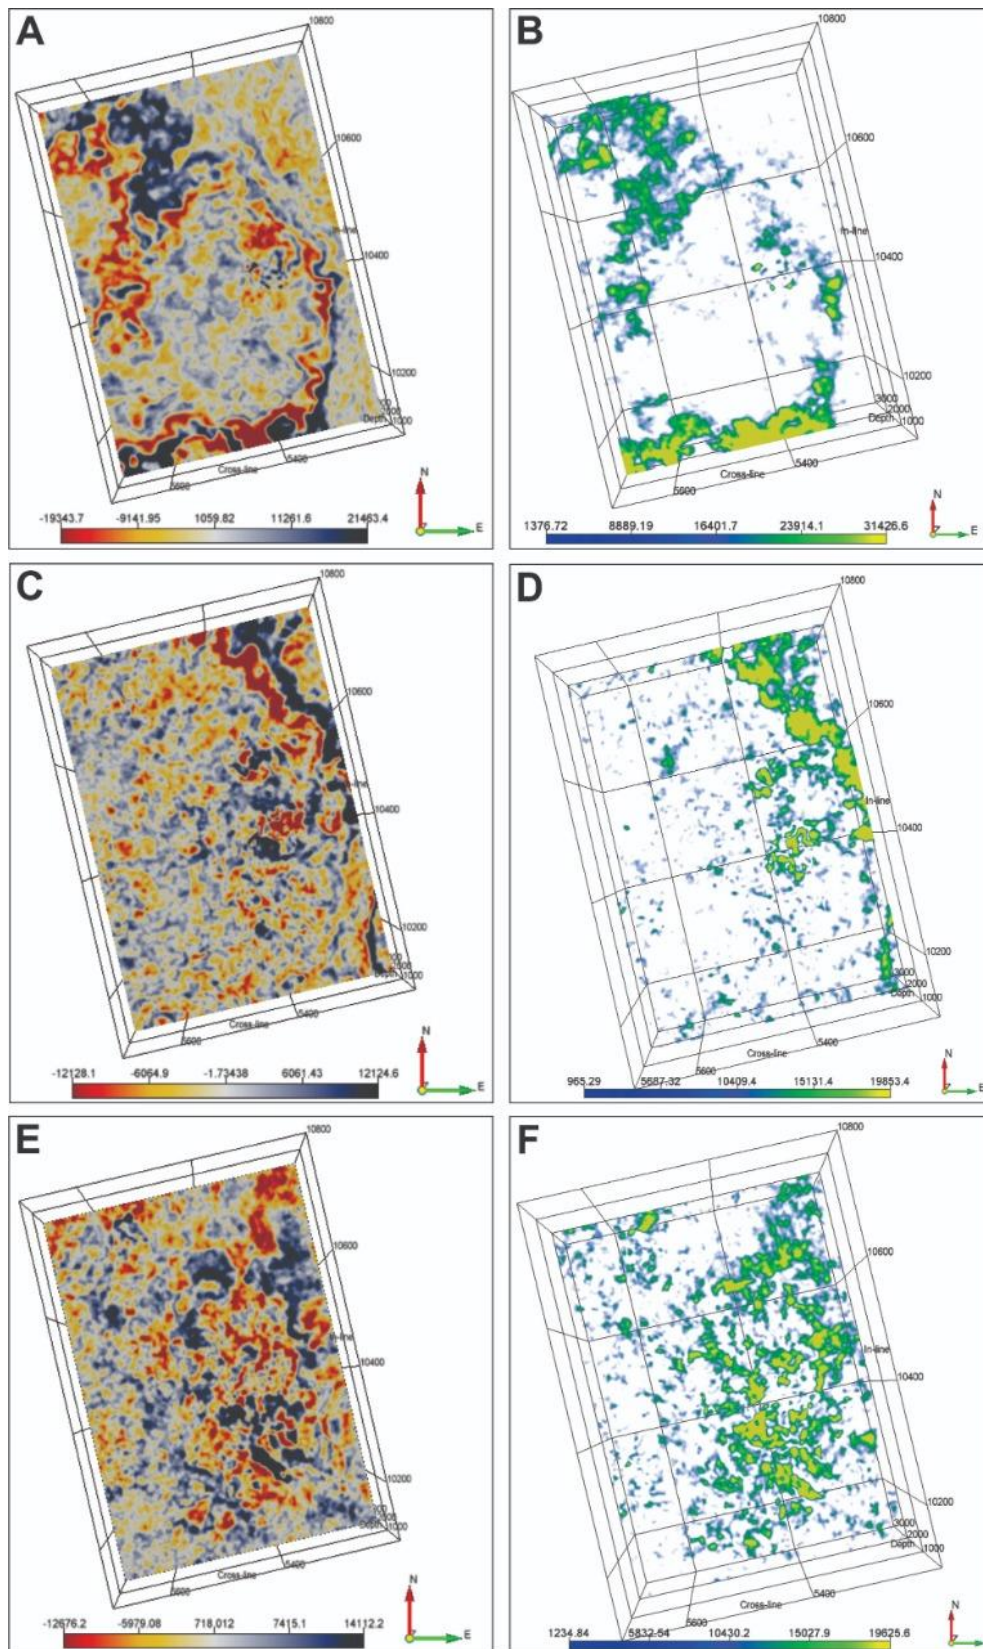 A
10800
10600
In-line
10400
10200
2000
Depth
1000
5400
Cross-line
5600
N
E
-19343.7 -9141.95 1059.82 11261.6 21463.4
B
10800
10600
In-line
10400
10200
3000
2000
Depth
1000
5400
Cross-line
5600
N
E
1376.72 8889.19 16401.7 23914.1 31426.6
C
10800
10600
In-line
10400
10200
Depth
1000
5400
Cross-line
5600
N
E
-12128.1 -6064.9 -1.73438 6061.43 12124.6
D
10800
10600
In-line
10400
10200
3000
2000
Depth
1000
5400
Cross-line
5600
N
E
965.29 5687.32 10409.4 15131.4 19853.4
E
10800
10600
In-line
10400
10200
Depth
1000
5400
Cross-line
5600
N
E
-12676.2 -5979.08 718.012 7415.1 14112.2
F
10800
10600
In-line
10400
10200
3000
2000
Depth
1000
5400
Cross-line
5600
N
E
1234.84 5832.54 10430.2 15027.9 19625.6